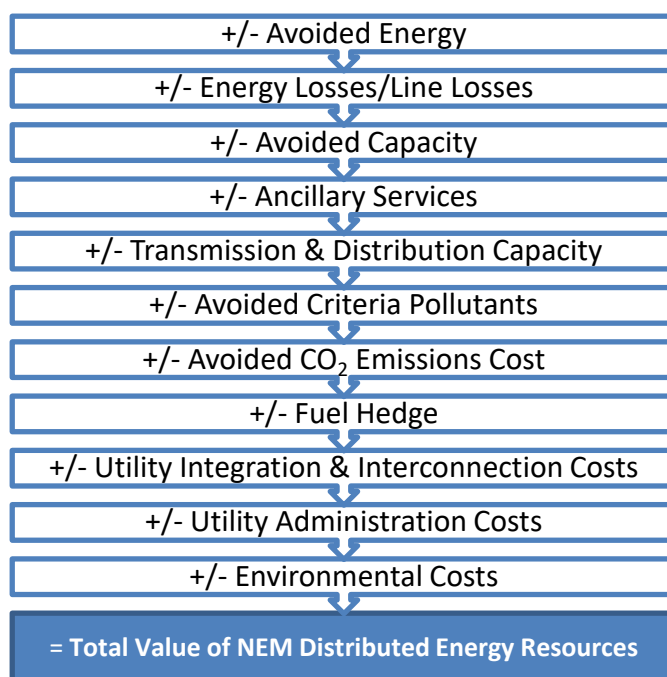 +/- Avoided Energy
+/- Energy Losses/Line Losses
+/- Avoided Capacity
+/- Ancillary Services
+/- Transmission & Distribution Capacity
+/- Avoided Criteria Pollutants
+/- Avoided CO₂ Emissions Cost
+/- Fuel Hedge
+/- Utility Integration & Interconnection Costs
+/- Utility Administration Costs
+/- Environmental Costs
= Total Value of NEM Distributed Energy Resources